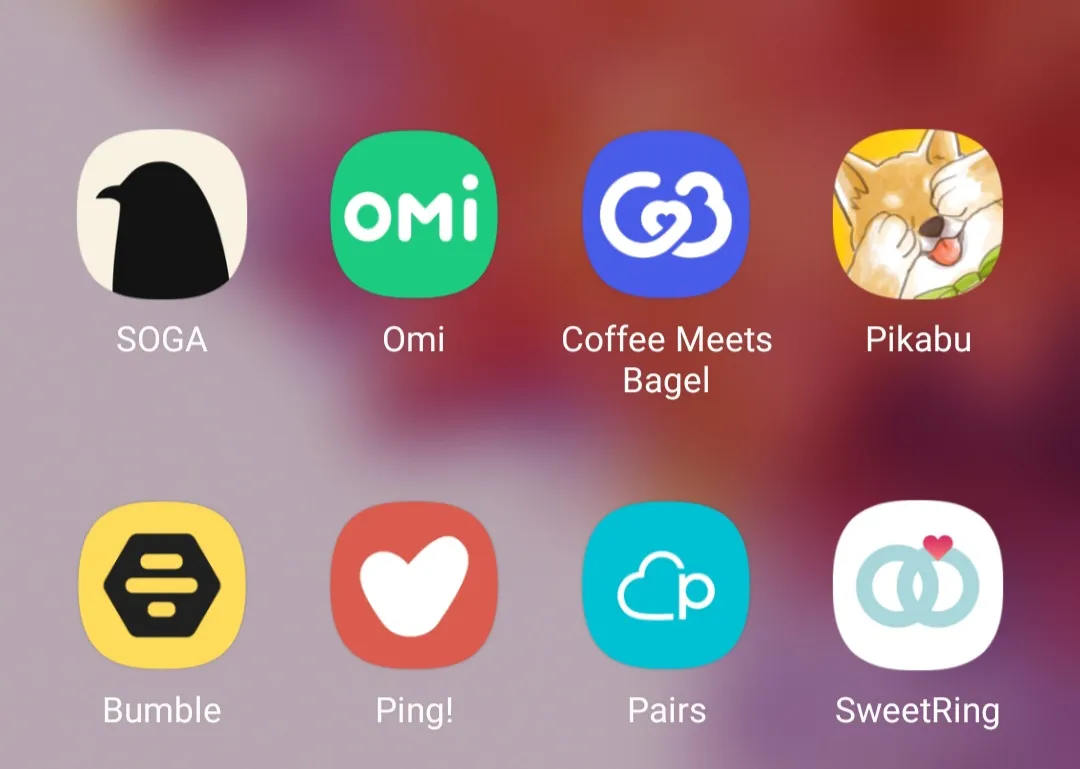 omi
SOGA
Omi
Coffee Meets
Bagel
Pikabu
p
Bumble
Ping!
Pairs
SweetRing